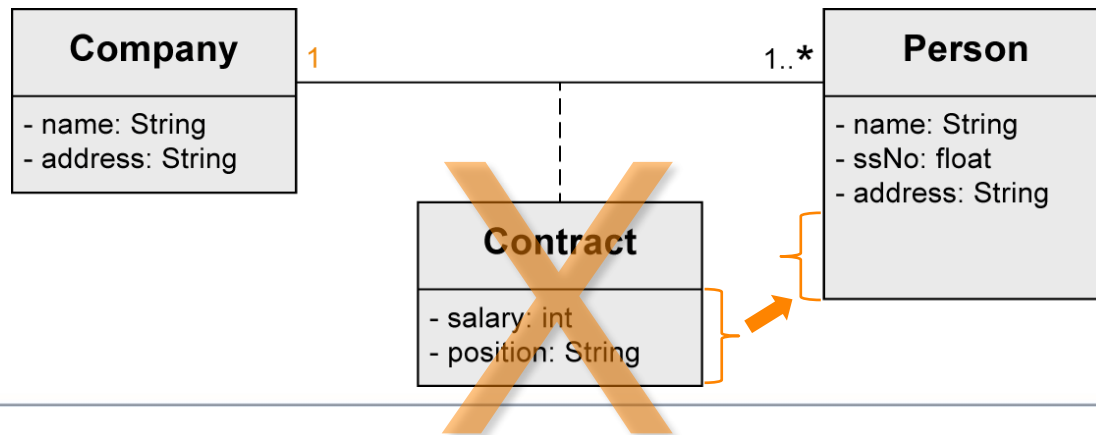 Company
1
1..*
Person
- name: String
- address: String
- name: String
- ssNo: float
- address: String
Contract
- salary: int
- position: String